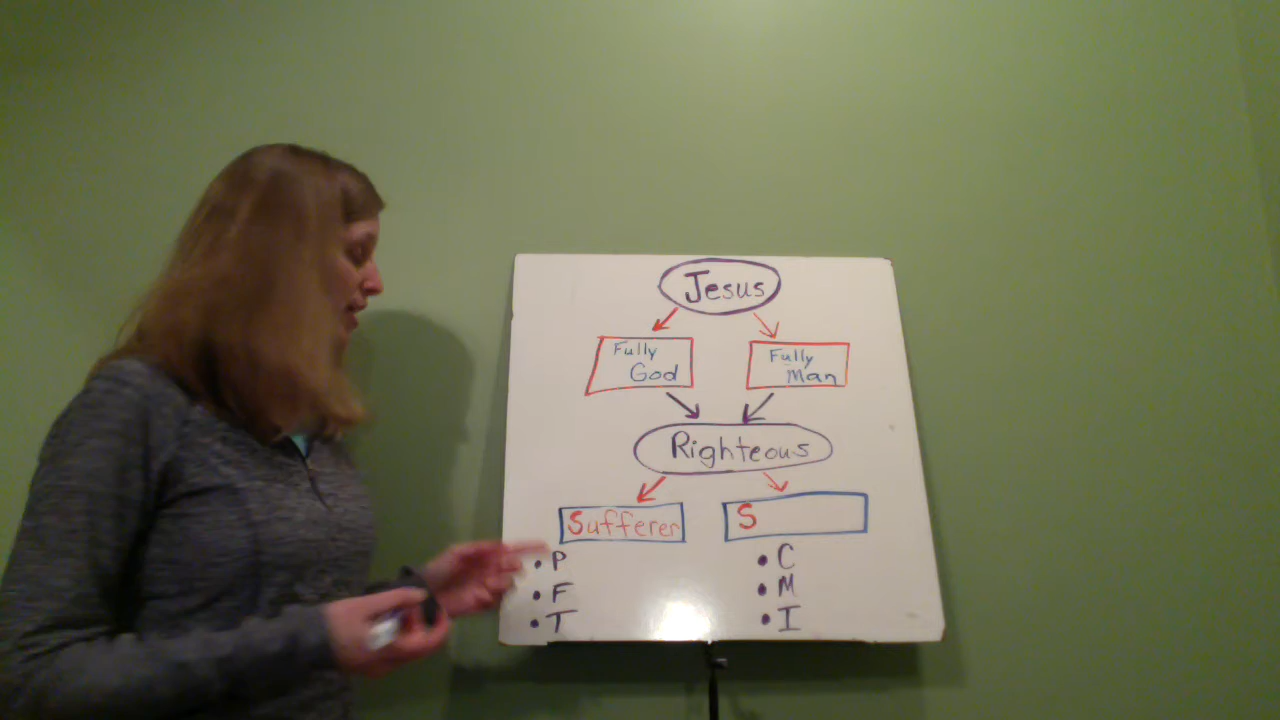 Jesus
Fully
God
Fully
Man
Righteous
Sufferer
S
• P
• F
• T
• C
• M
• I